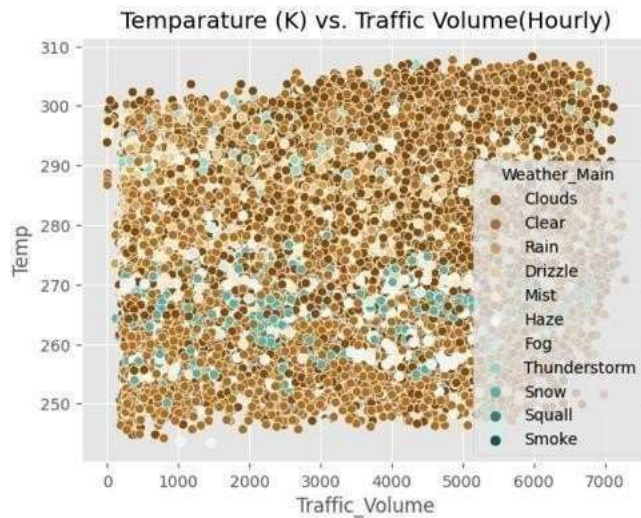 Temparature (K) vs. Traffic Volume(Hourly)
310
300
290
280
270
260
250
Temp
Weather_Main
Clouds
Clear
Rain
Drizzle
Mist
Haze
Fog
Thunderstorm
Snow
Squall
Smoke
0 1000 2000 3000 4000 5000 6000 7000
Traffic_Volume